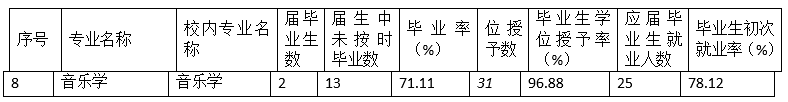 序号 专业名称 校内专业名称 届毕业生数 届生中未按时毕业数 毕业率(%) 位授予数 毕业生学位授予率(%) 应届毕业生就业人数 毕业生初次就业率(%)
8 音乐学 音乐学 2 13 71.11 31 96.88 25 78.12